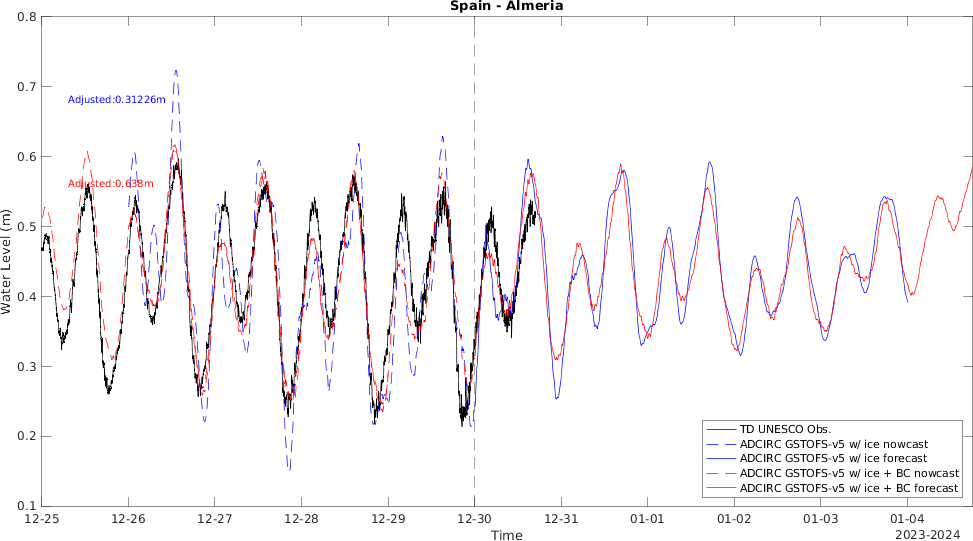 Spain - Almeria
0.8
0.7
0.6
0.5
0.4
0.3
0.2
0.1
Water Level (m)
Adjusted:0.31226m
Adjusted:0.638m
TD UNESCO Obs.
ADCIRC GSTOFS-v5 w/ ice nowcast
ADCIRC GSTOFS-v5 w/ ice forecast
ADCIRC GSTOFS-v5 w/ ice + BC nowcast
ADCIRC GSTOFS-v5 w/ ice + BC forecast
12-25 12-26 12-27 12-28 12-29 12-30 12-31 01-01 01-02 01-03 01-04
Time
2023-2024